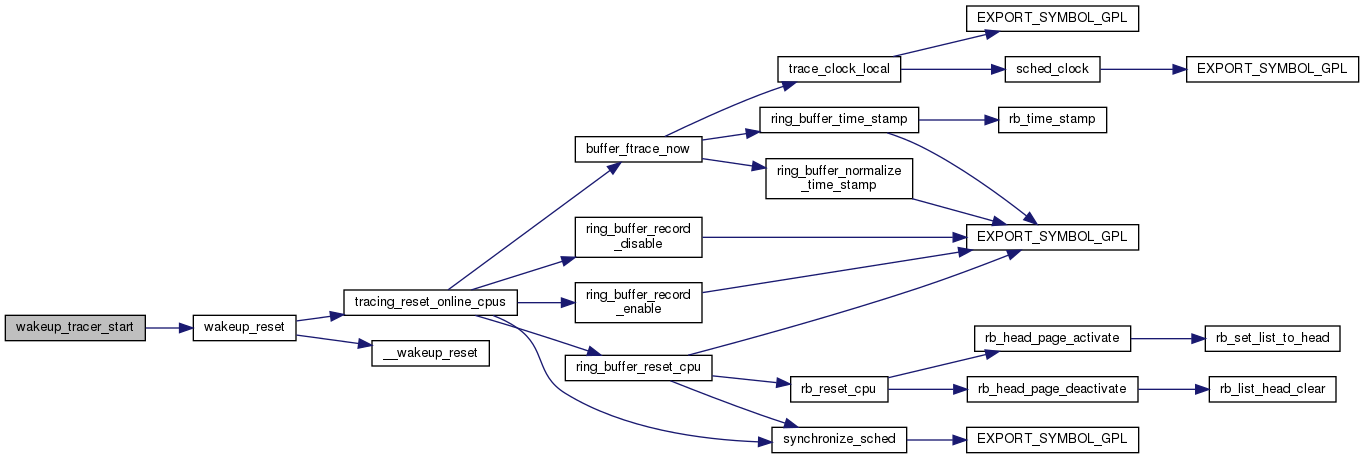 EXPORT_SYMBOL_GPL
trace_clock_local
sched_clock
EXPORT_SYMBOL_GPL
ring_buffer_time_stamp
rb_time_stamp
buffer_ftrace_now
ring_buffer_normalize
_time_stamp
ring_buffer_record
_disable
EXPORT_SYMBOL_GPL
tracing_reset_online_cpus
ring_buffer_record
_enable
wakeup_tracer_start
wakeup_reset
__wakeup_reset
rb_head_page_activate
rb_set_list_to_head
ring_buffer_reset_cpu
rb_reset_cpu
rb_head_page_deactivate
rb_list_head_clear
synchronize_sched
EXPORT_SYMBOL_GPL